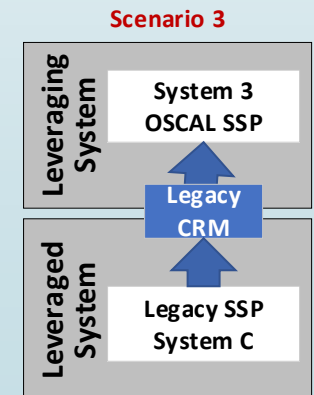 Scenario 3
Leveraging
System
System 3
OSCAL SSP
Legacy
CRM
Leveraged
System
Legacy SSP
System C